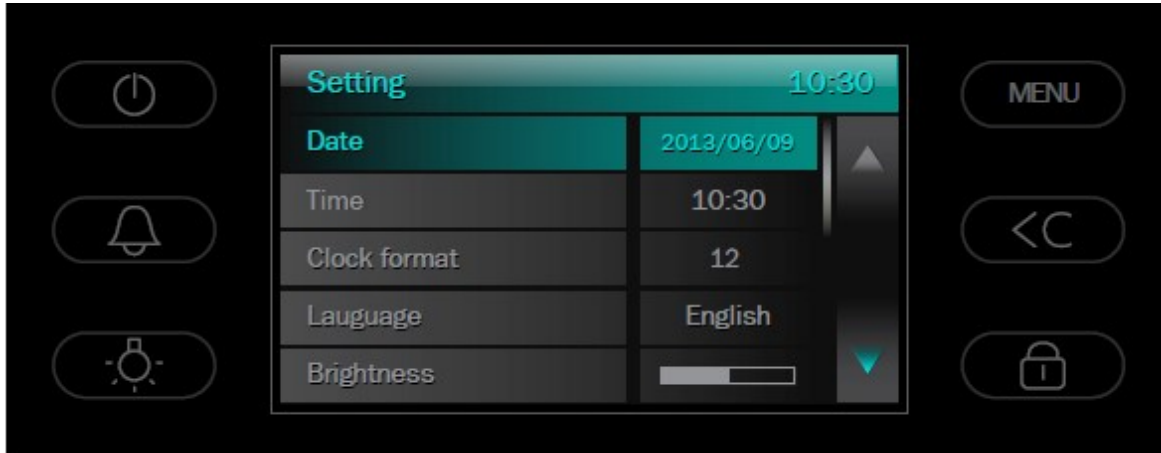 Setting 10:30
MENU
Date 2013/06/09
Time 10:30
<C
Clock format 12
Lauguage English
Brightness